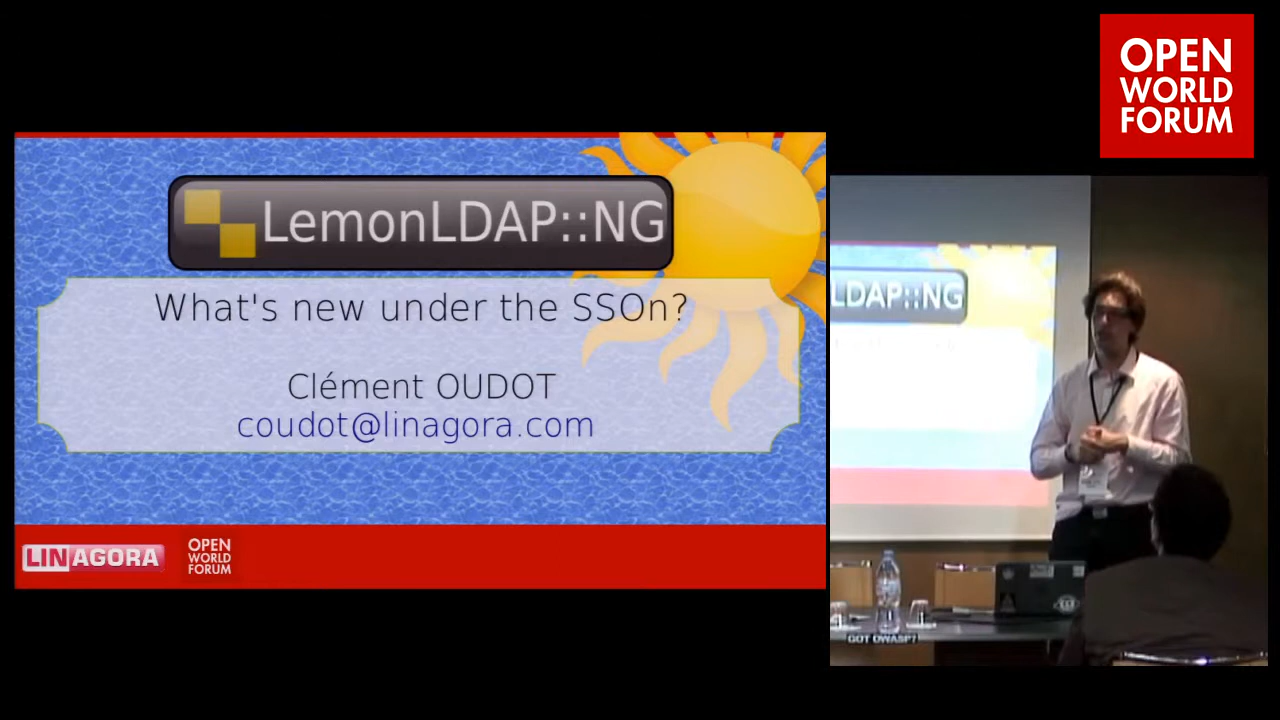 OPEN
WORLD
FORUM
LemonLDAP::NG
What's new under the SSOn?
Clément OUDOT
coudot@linagora.com
LINAGORA
OPEN
WORLD
FORUM
LDAP::NG
GOT OWASP?